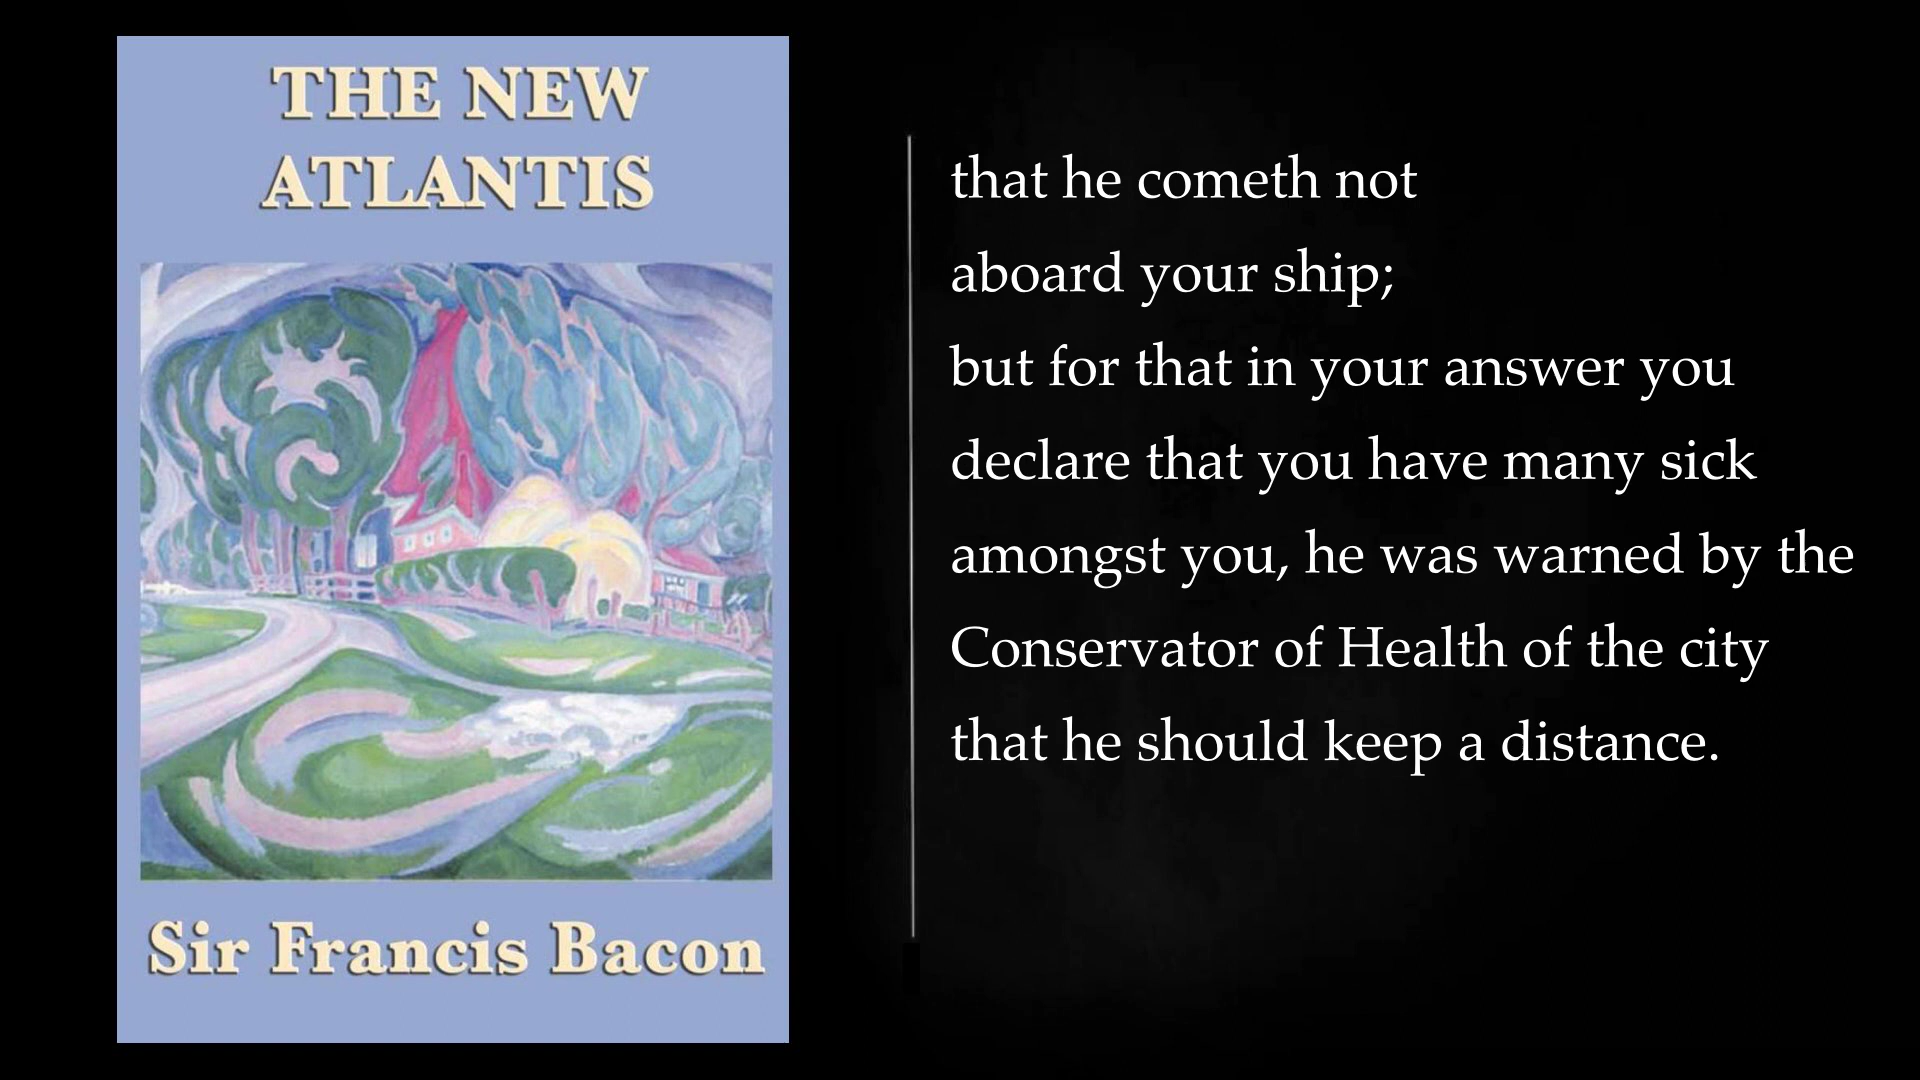 THE NEW
ATLANTIS
Sir Francis Bacon
that he cometh not
aboard your ship;
but for that in your answer you
declare that you have many sick
amongst you, he was warned by the
Conservator of Health of the city
that he should keep a distance.